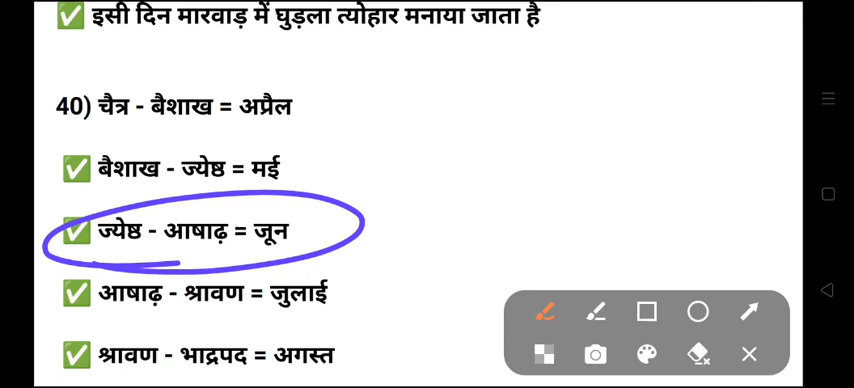 ✅ इसी दिन मारवाड़ में घुड़ला त्योहार मनाया जाता है
40) चैत्र - बैशाख = अप्रैल
✅ बैशाख - ज्येष्ठ = मई
✅ ज्येष्ठ - आषाढ़ = जून
✅ आषाढ़ - श्रावण = जुलाई
✅ श्रावण - भाद्रपद = अगस्त